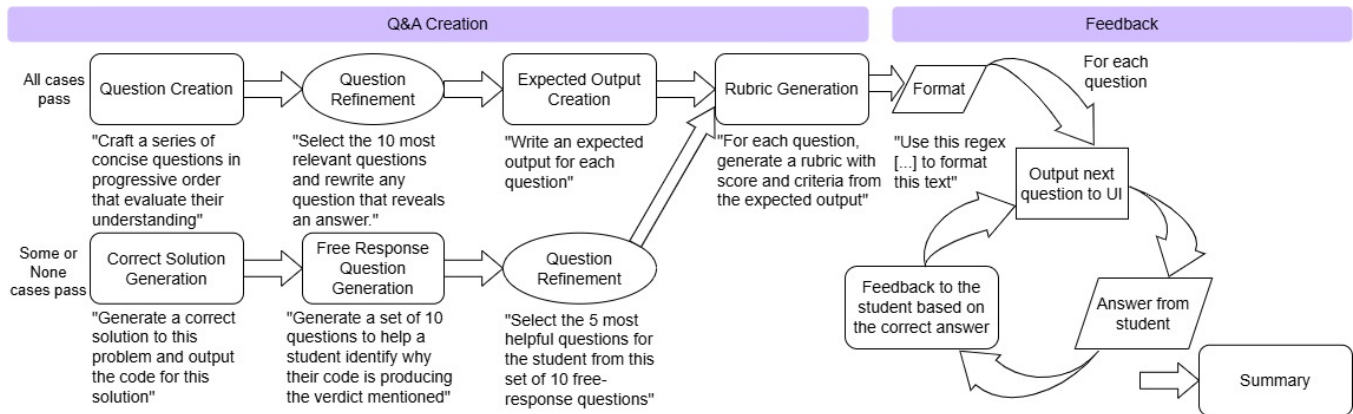 Q&A Creation
Feedback
All cases
pass
Question Creation
Question
Refinement
Expected Output
Creation
Rubric Generation
Format
For each
question
"Craft a series of
concise questions in
progressive order
that evaluate their
understanding"
"Select the 10 most
relevant questions
and rewrite any
question that reveals
an answer."
"Write an expected
output for each
question"
"For each question,
generate a rubric with
score and criteria from
the expected output"
"Use this regex
[...] to format
this text"
Output next
question to UI
Some or
None
cases pass
Correct Solution
Generation
Free Response
Question
Generation
Question
Refinement
Feedback to the
student based on
the correct answer
Answer from
student
"Generate a correct
solution to this
problem and output
the code for this
solution"
"Generate a set of 10
questions to help a
student identify why
their code is producing
the verdict mentioned"
"Select the 5 most
helpful questions for
the student from this
set of 10 free-
response questions"
Summary